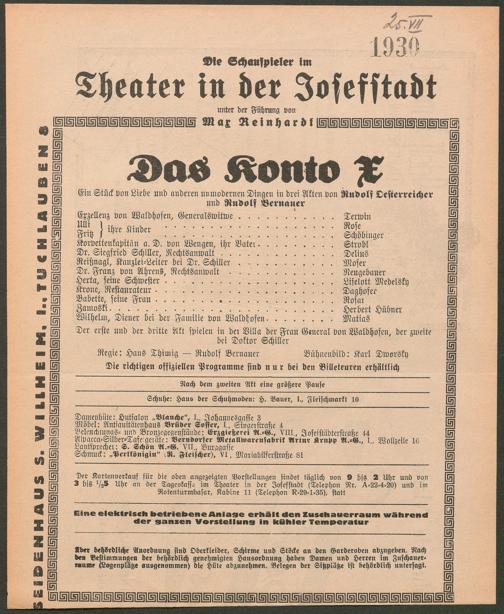 25. VII
1930
Die Schauspieler im
Theater in der Josefstadt
unter der Führung von
Max Reinhardt
Das Konto X
Ein Stück von Liebe und anderen unmodernen Dingen in drei Akten von Rudolf Oesterreicher
und Rudolf Bernauer
Exzellenz von Waldhofen, Generalswitwe . . . Terwin
Ulli } ihre Kinder . . . Rose
Fritz } . . . Schöbinger
Korvettenkapitän a. D. von Wengen, ihr Vater . . . Strobl
Dr. Siegfried Schiller, Rechtsanwalt . . . Delius
Reißnagl, Kanzlei-Leiter bei Dr. Schiller . . . Moser
Dr. Franz von Ahrens, Rechtsanwalt . . . Neugebauer
Herta, seine Schwester . . . Liselott Medelsky
Krone, Restaurateur . . . Daghofer
Babette, seine Frau . . . Rosar
Zamoski . . . Herbert Hübner
Wilhelm, Diener bei der Familie von Waldhofen . . . Matias
Der erste und der dritte Akt spielen in der Villa der Frau General von Waldhofen, der zweite
bei Doktor Schiller
Regie: Hans Thimig — Rudolf Bernauer Bühnenbild: Karl Dworsky
Die richtigen offiziellen Programme sind nur bei den Billeteuren erhältlich
Nach dem zweiten Akt eine größere Pause
Schuhe: Haus der Schuhmoden: H. Bauer, I., Fleischmarkt 10
Damenhüte: Hutsalon „Blanche“, I., Johannesgasse 3
Möbel: Antiquitätenhaus Brüder Soffer, I., Singerstraße 4
Beleuchtungs- und Bronzegegenstände: Erzgießerei A.-G., VIII., Josefstädterstraße 44
Alpacca-Silber-Tafelgeräte: Berndorfer Metallwarenfabrik Artur Krupp A.-G., I., Wollzeile 16
Lautsprecher: S. Schön A.-G. VII., Burggasse
Schmuck: „Perlkönigin“ (R. Fleischer), VI., Mariahilferstraße 81
Der Kartenverkauf für die oben angezeigten Vorstellungen findet täglich von 9 bis 2 Uhr und von
3 bis ½5 Uhr an der Tageskasse im Theater in der Josefstadt (Telephon Nr. A-22-4-20) und im
Rotenturmbasar, Kabine 11 (Telephon R-20-1-35), statt
Eine elektrisch betriebene Anlage erhält den Zuschauerraum während
der ganzen Vorstellung in kühler Temperatur
Über behördliche Anordnung sind Oberkleider, Schirme und Stöcke an den Garderoben abzugeben. Nach
den Bestimmungen der behördlich genehmigten Hausordnung haben Damen und Herren im Zuschauer-
raume (Logenplätze ausgenommen) die Hüte abzunehmen. Belegen der Sitzplätze ist behördlich untersagt.
SEIDENHAUS S. WILLHEIM, I., TUCHLAUBEN 8